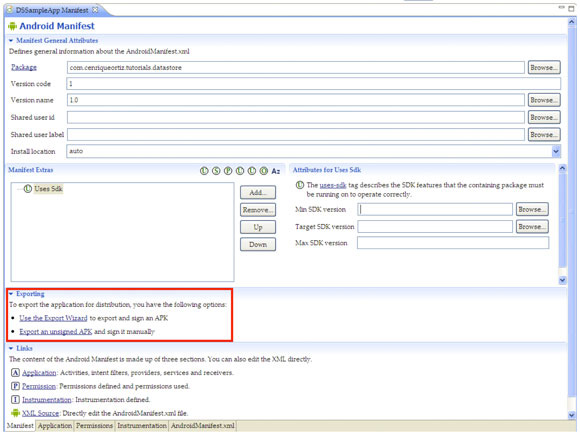 DSSampleApp Manifest
Android Manifest
Manifest General Attributes
Defines general information about the AndroidManifest.xml
Package com.cenriqueortiz.tutorials.datastore Browse...
Version code 1
Version name 1.0 Browse...
Shared user id Browse...
Shared user label Browse...
Install location auto
Manifest Extras U S P U U O Az
U Uses Sdk
Add...
Remove...
Up
Down
Attributes for Uses Sdk
U The uses-sdk tag describes the SDK features that the containing package must
be running on to operate correctly.
Min SDK version Browse...
Target SDK version Browse...
Max SDK version
Exporting
To export the application for distribution, you have the following options:
• Use the Export Wizard to export and sign an APK
• Export an unsigned APK and sign it manually
Links
The content of the Android Manifest is made up of three sections. You can also edit the XML directly.
A Application: Activities, intent filters, providers, services and receivers.
P Permission: Permissions defined and permissions used.
I Instrumentation: Instrumentation defined.
XML Source: Directly edit the AndroidManifest.xml file.
Manifest Application Permissions Instrumentation AndroidManifest.xml